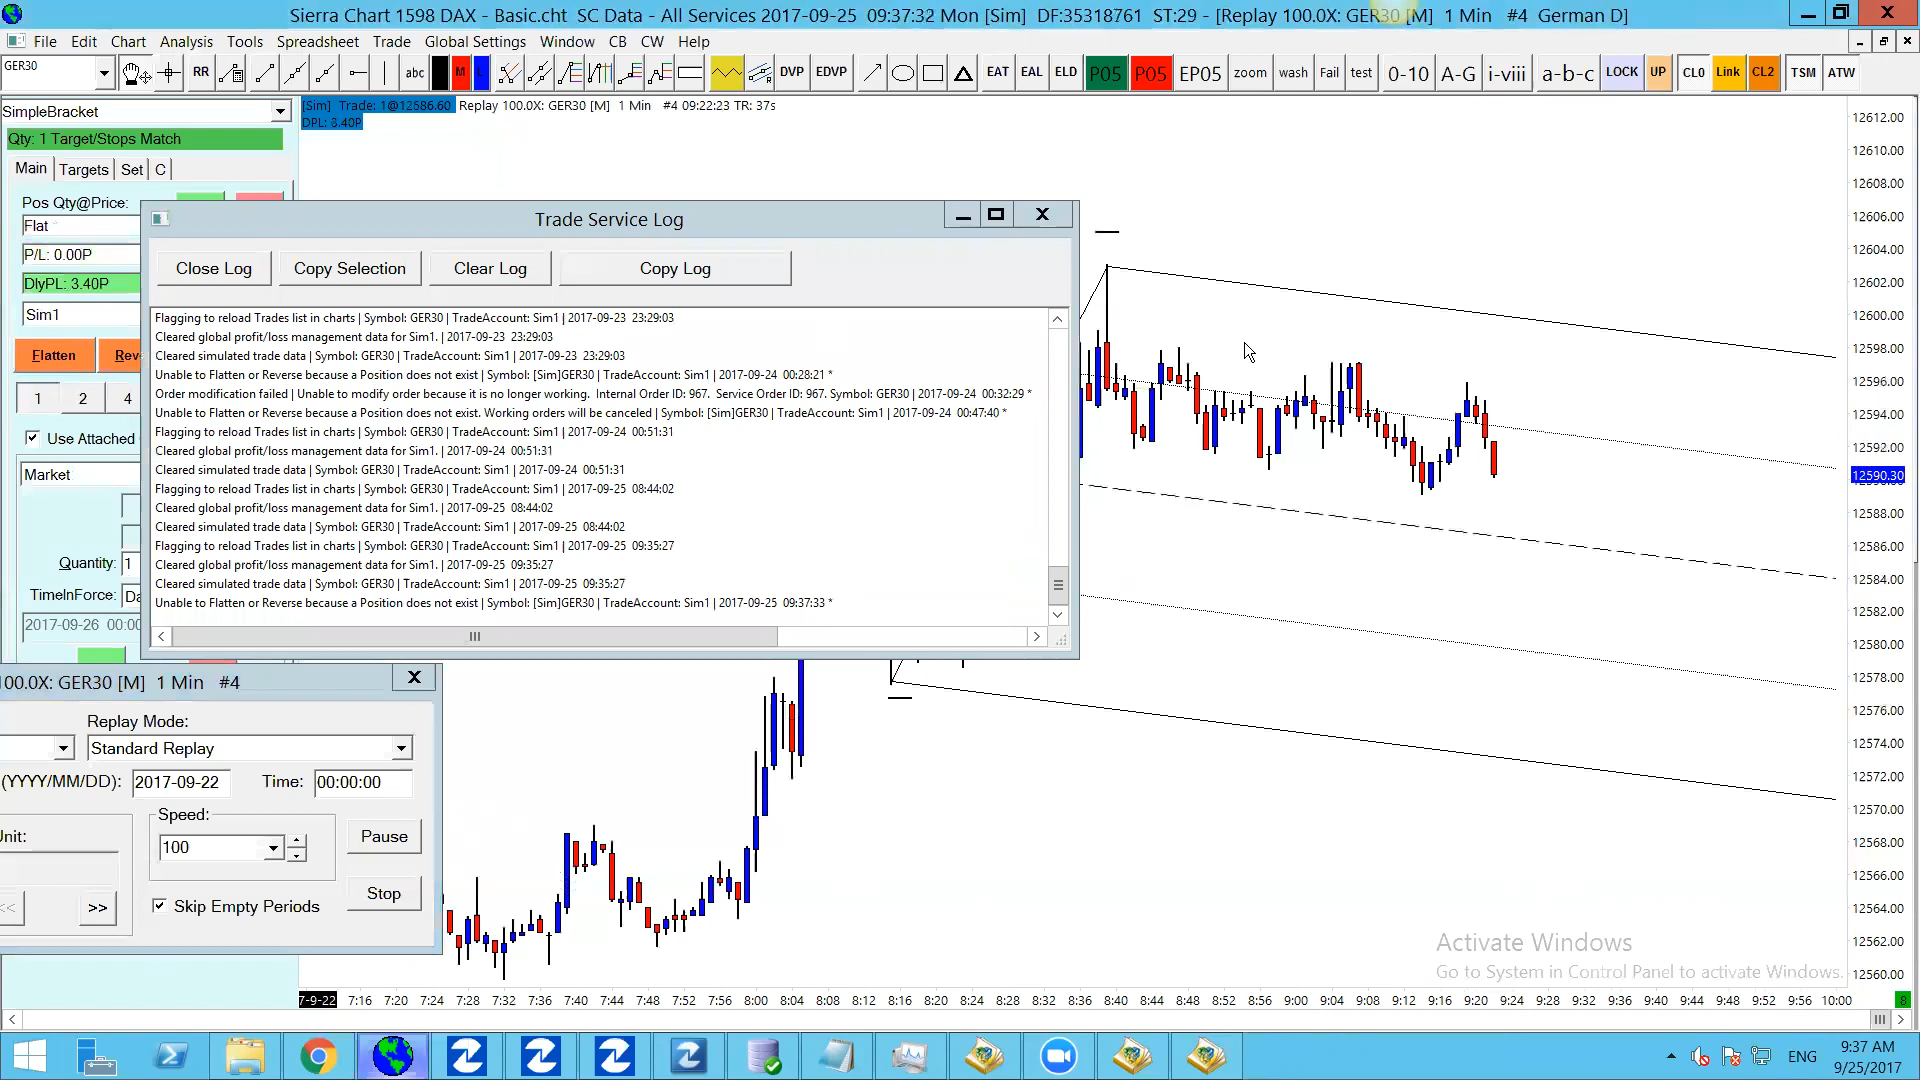 Sierra Chart 1598 DAX - Basic.cht  SC Data - All Services 2017-09-25  09:37:32 Mon [Sim]  DF:35318761  ST:29 - [Replay 100.0X: GER30 [M]  1 Min   #4  German D]
File Edit Chart Analysis Tools Spreadsheet Trade Global Settings Window CB CW Help
GER30 RR abc M L DVP EDVP EAT EAL ELD P05 P05 EP05 zoom wash Fail test 0-10 A-G i-viii a-b-c LOCK UP CL0 Link CL2 TSM ATW
SimpleBracket
Qty: 1 Target/Stops Match
Main Targets Set C
Pos Qty@Price:
Flat
P/L: 0.00P
DlyPL: 3.40P
Sim1
Flatten Reve
1 2 4
Use Attached
Market
Quantity: 1
TimeInForce: Da
2017-09-26  00:00
[Sim]  Trade: 1@12586.60 Replay 100.0X: GER30 [M]   1 Min   #4 09:22:23 TR: 37s
DPL: 3.40P
Trade Service Log
Close Log Copy Selection Clear Log Copy Log
Flagging to reload Trades list in charts | Symbol: GER30 | TradeAccount: Sim1 | 2017-09-23  23:29:03
Cleared global profit/loss management data for Sim1. | 2017-09-23  23:29:03
Cleared simulated trade data | Symbol: GER30 | TradeAccount: Sim1 | 2017-09-23  23:29:03
Unable to Flatten or Reverse because a Position does not exist | Symbol: [Sim]GER30 | TradeAccount: Sim1 | 2017-09-24  00:28:21 *
Order modification failed | Unable to modify order because it is no longer working.  Internal Order ID: 967.  Service Order ID: 967. Symbol: GER30 | 2017-09-24  00:32:29 *
Unable to Flatten or Reverse because a Position does not exist. Working orders will be canceled | Symbol: [Sim]GER30 | TradeAccount: Sim1 | 2017-09-24  00:47:40 *
Flagging to reload Trades list in charts | Symbol: GER30 | TradeAccount: Sim1 | 2017-09-24  00:51:31
Cleared global profit/loss management data for Sim1. | 2017-09-24  00:51:31
Cleared simulated trade data | Symbol: GER30 | TradeAccount: Sim1 | 2017-09-24  00:51:31
Flagging to reload Trades list in charts | Symbol: GER30 | TradeAccount: Sim1 | 2017-09-25  08:44:02
Cleared global profit/loss management data for Sim1. | 2017-09-25  08:44:02
Cleared simulated trade data | Symbol: GER30 | TradeAccount: Sim1 | 2017-09-25  08:44:02
Flagging to reload Trades list in charts | Symbol: GER30 | TradeAccount: Sim1 | 2017-09-25  09:35:27
Cleared global profit/loss management data for Sim1. | 2017-09-25  09:35:27
Cleared simulated trade data | Symbol: GER30 | TradeAccount: Sim1 | 2017-09-25  09:35:27
Unable to Flatten or Reverse because a Position does not exist | Symbol: [Sim]GER30 | TradeAccount: Sim1 | 2017-09-25  09:37:33 *
00.0X: GER30 [M]   1 Min   #4
Replay Mode:
Standard Replay
(YYYY/MM/DD): 2017-09-22 Time: 00:00:00
Speed:
Unit:
100
Pause
Stop
<< >>
Skip Empty Periods
12612.00
12610.00
12608.00
12606.00
12604.00
12602.00
12600.00
12598.00
12596.00
12594.00
12592.00
12590.30
12588.00
12586.00
12584.00
12582.00
12580.00
12578.00
12576.00
12574.00
12572.00
12570.00
12568.00
12566.00
12564.00
12562.00
12560.00
Activate Windows
Go to System in Control Panel to activate Windows.
7-9-22 7:16 7:20 7:24 7:28 7:32 7:36 7:40 7:44 7:48 7:52 7:56 8:00 8:04 8:08 8:12 8:16 8:20 8:24 8:28 8:32 8:36 8:40 8:44 8:48 8:52 8:56 9:00 9:04 9:08 9:12 9:16 9:20 9:24 9:28 9:32 9:36 9:40 9:44 9:48 9:52 9:56 10:00 8
ENG
9:37 AM
9/25/2017